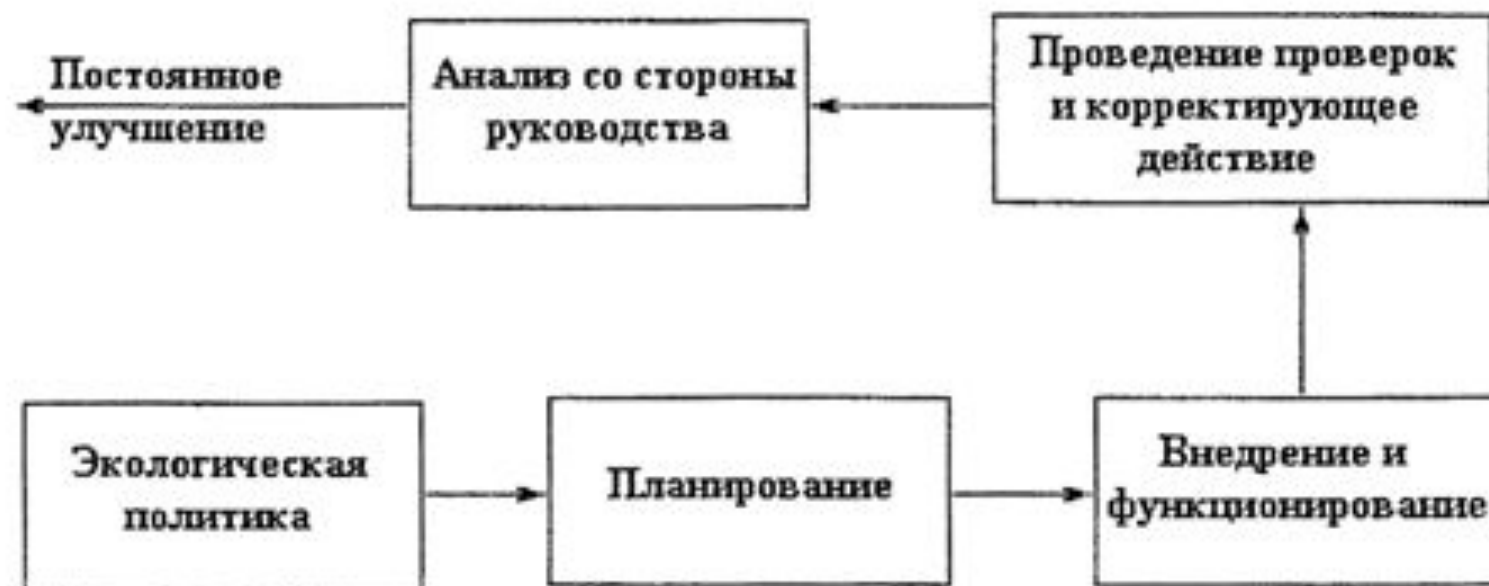 Постоянное
улучшение
Анализ со стороны
руководства
Проведение проверок
и корректирующее
действие
Экологическая
политика
Планирование
Внедрение и
функционирование